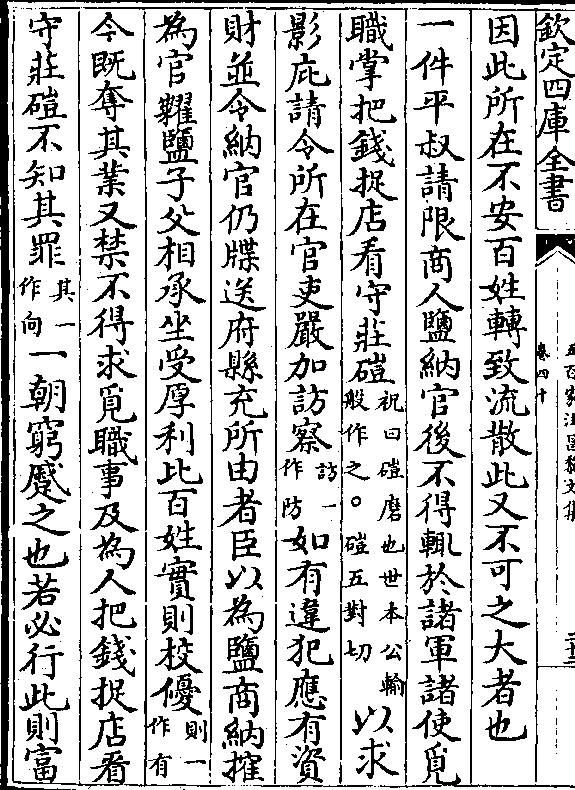 欽定四庫全書
五百家注昌黎文集
卷四十
因此所在不安百姓轉致流散此又不可之大者也
一件平叔請限商人鹽納官後不得輒於諸軍諸使覓
職掌把錢捉店看守莊磑祝曰磑磨也世本公輸般作之○磑五對切以求
影庇請令所在官吏嚴加訪察訪一作防如有違犯應有資
財並令納官仍牒送府縣充所由者臣以為鹽商納搉
為官糶鹽子父相承坐受厚利比百姓實則校優則一作有
今既奪其業又禁不得求覓職事及為人把錢捉店看
守莊磑不知其罪其一作向一朝窮蹙之也若必行此則富